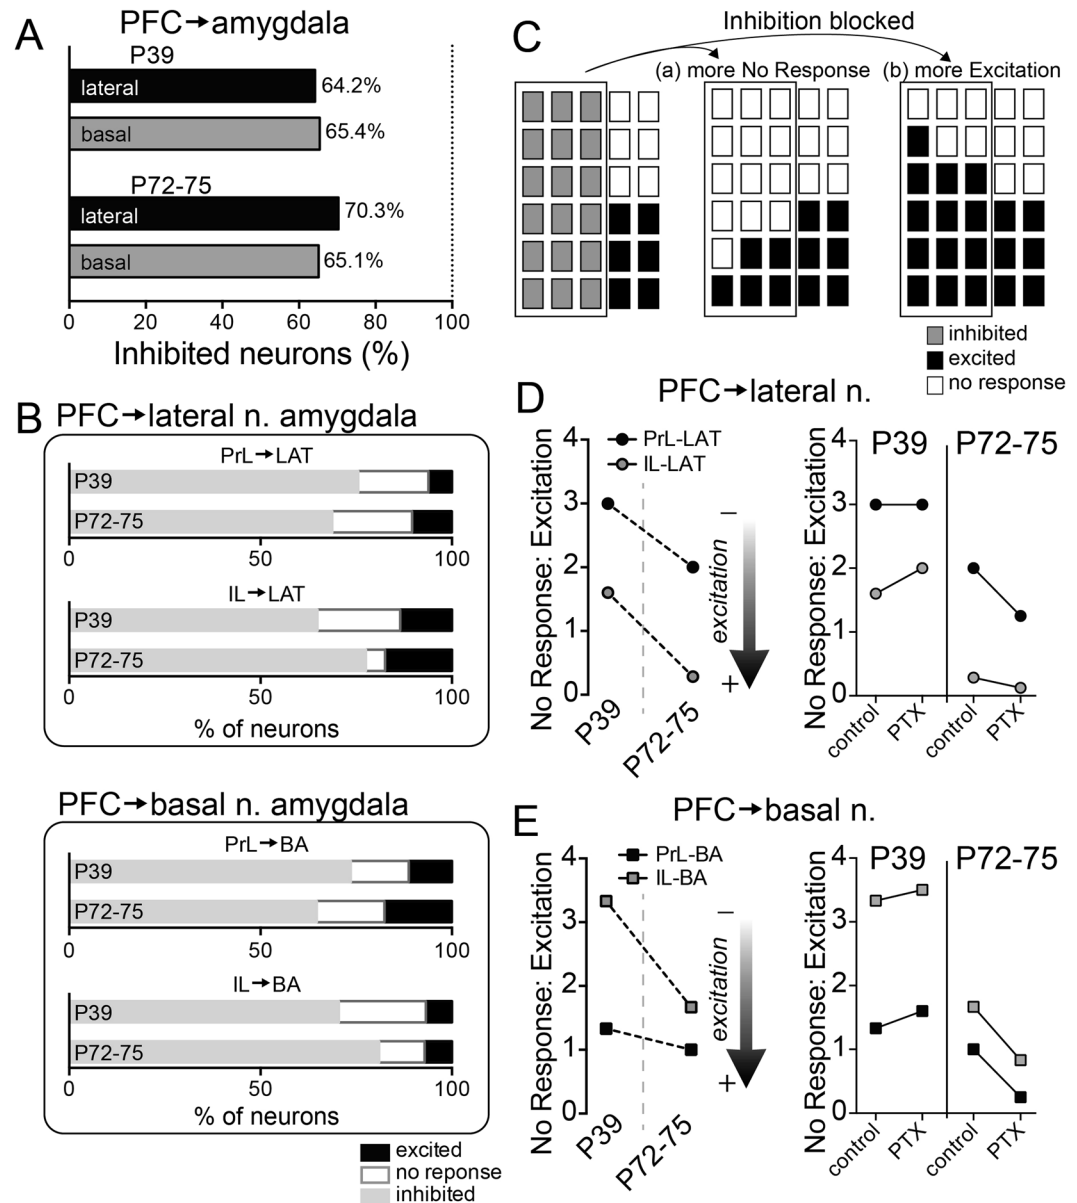 A
PFC→amygdala
P39
lateral
64.2%
basal
65.4%
P72-75
lateral
70.3%
basal
65.1%
0 20 40 60 80 100
Inhibited neurons (%)
B
PFC→lateral n. amygdala
PrL→LAT
P39
P72-75
0 50 100
IL→LAT
P39
P72-75
0 50 100
% of neurons
PFC→basal n. amygdala
PrL→BA
P39
P72-75
0 50 100
IL→BA
P39
P72-75
0 50 100
% of neurons
excited
no reponse
inhibited
C
Inhibition blocked
(a) more No Response
(b) more Excitation
inhibited
excited
no response
D
PFC→lateral n.
No Response: Excitation
4
3
2
1
0
PrL-LAT
IL-LAT
−
excitation
+
P39
P72-75
No Response: Excitation
4
3
2
1
0
P39
P72-75
control
PTX
control
PTX
E
PFC→basal n.
No Response: Excitation
4
3
2
1
0
PrL-BA
IL-BA
−
excitation
+
P39
P72-75
No Response: Excitation
4
3
2
1
0
P39
P72-75
control
PTX
control
PTX